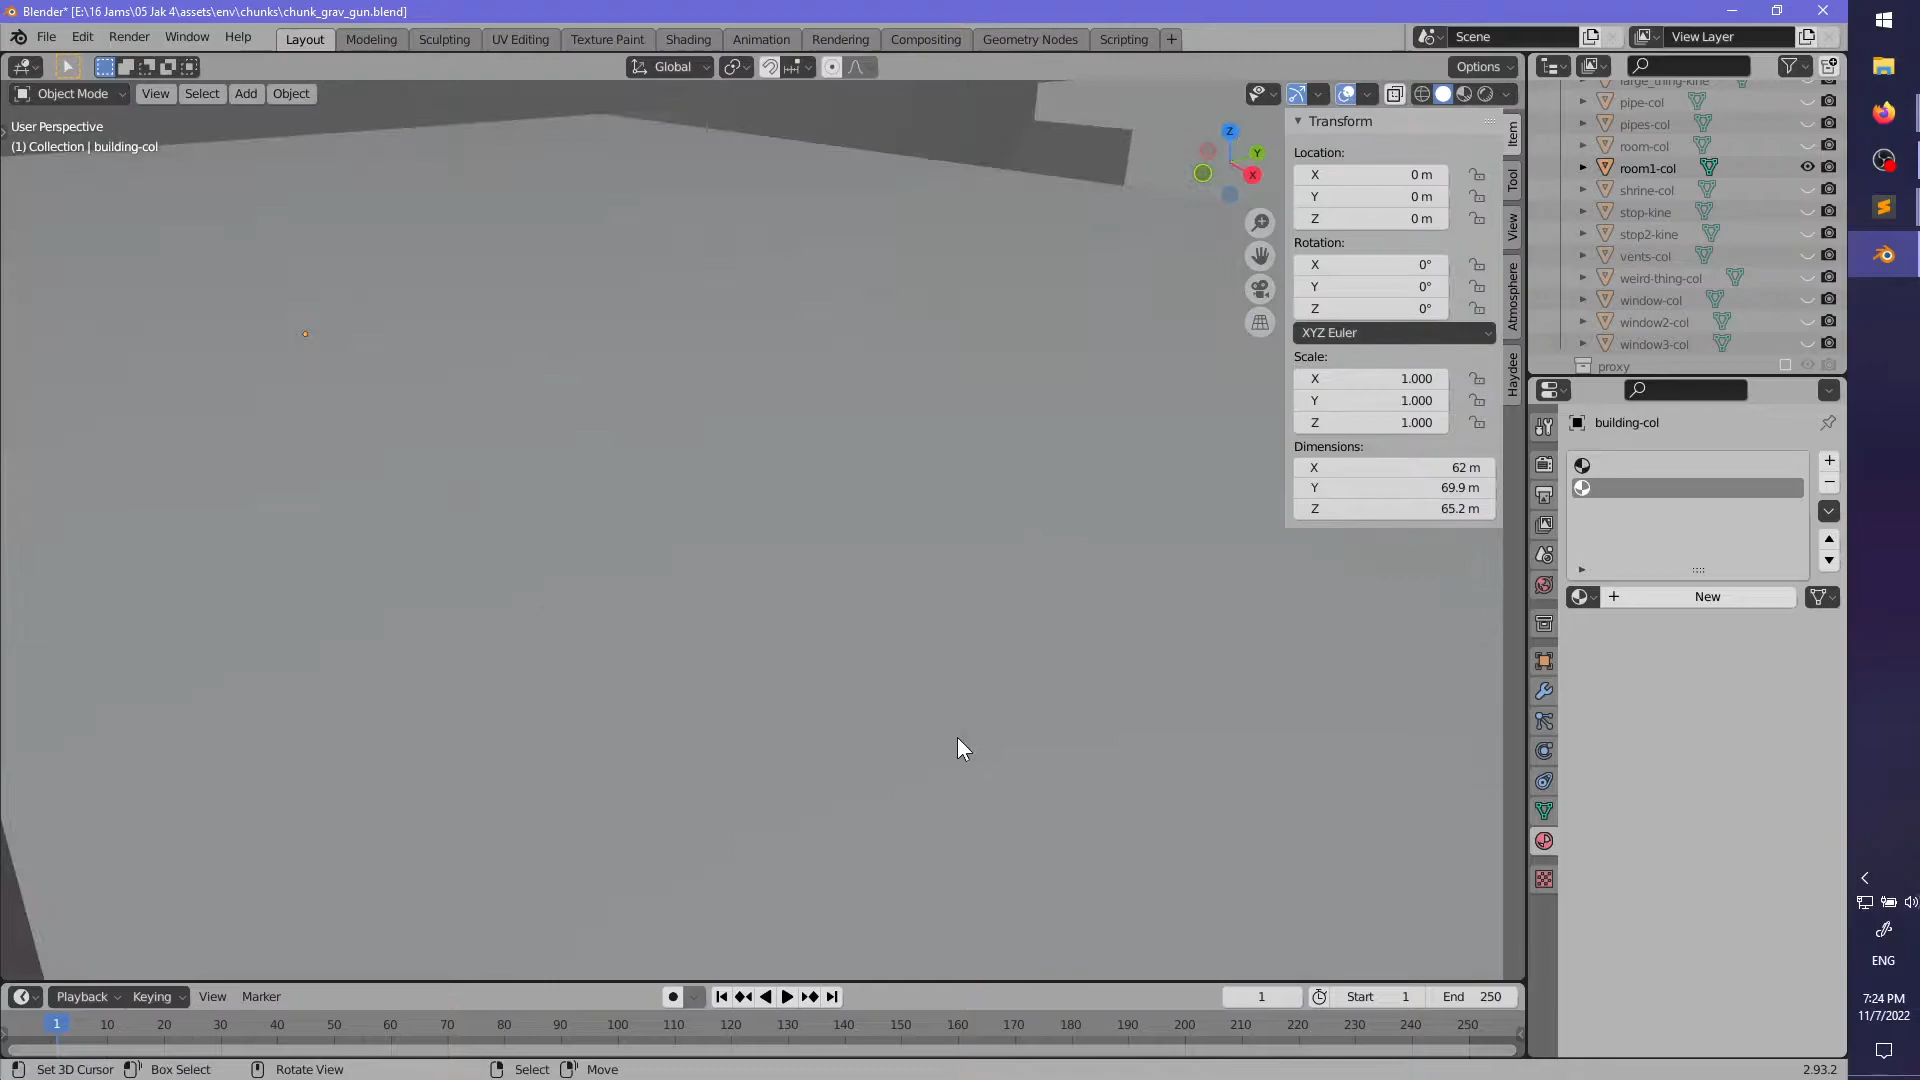 Blender* [E:\16 Jams\05 Jak 4\assets\env\chunks\chunk_grav_gun.blend]
File Edit Render Window Help
Layout Modeling Sculpting UV Editing Texture Paint Shading Animation Rendering Compositing Geometry Nodes Scripting +
Scene
View Layer
Global
Options
Object Mode View Select Add Object
User Perspective
(1) Collection | building-col
Z
Y
X
Transform
Location:
X 0 m
Y 0 m
Z 0 m
Rotation:
X 0°
Y 0°
Z 0°
XYZ Euler
Scale:
X 1.000
Y 1.000
Z 1.000
Dimensions:
X 62 m
Y 69.9 m
Z 65.2 m
Item
Tool
View
Atmosphere
Haydee
large_thing-kine
pipe-col
pipes-col
room-col
room1-col
shrine-col
stop-kine
stop2-kine
vents-col
weird-thing-col
window-col
window2-col
window3-col
proxy
building-col
+ New
Playback Keying View Marker
1
Start 1
End 250
1 10 20 30 40 50 60 70 80 90 100 110 120 130 140 150 160 170 180 190 200 210 220 230 240 250
Set 3D Cursor Box Select Rotate View Select Move
2.93.2
ENG
7:24 PM
11/7/2022